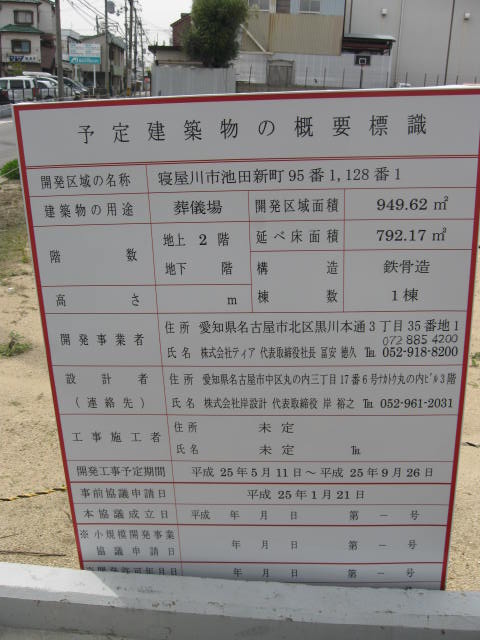 予定建築物の概要標識
開発区域の名称 寝屋川市池田新町95番1,128番1
建築物の用途 葬儀場 開発区域面積 949.62㎡
階数 地上 2 階 延べ床面積 792.17㎡
地下 階 構造 鉄骨造
高さ m 棟数 1棟
開発事業者 住所 愛知県名古屋市北区黒川本通3丁目35番地1
072 885 4200
氏名 株式会社ティア 代表取締役社長 冨安 徳久 ℡ 052-918-8200
設計者 住所 愛知県名古屋市中区丸の内三丁目17番6号ナカトウ丸の内ビル3階
(連絡先) 氏名 株式会社岸設計 代表取締役 岸 裕之 ℡ 052-961-2031
工事施工者 住所 未定
氏名 未定 ℡
開発工事予定期間 平成 25年5月11日～平成 25年9月26日
事前協議申請日 平成 25年1月21日
本協議成立日 平成 年 月 日 第 ー 号
※小規模開発事業 協議申請日 年 月 日 第 ー 号
※開発許可年月日 年 月 日 第 ー 号